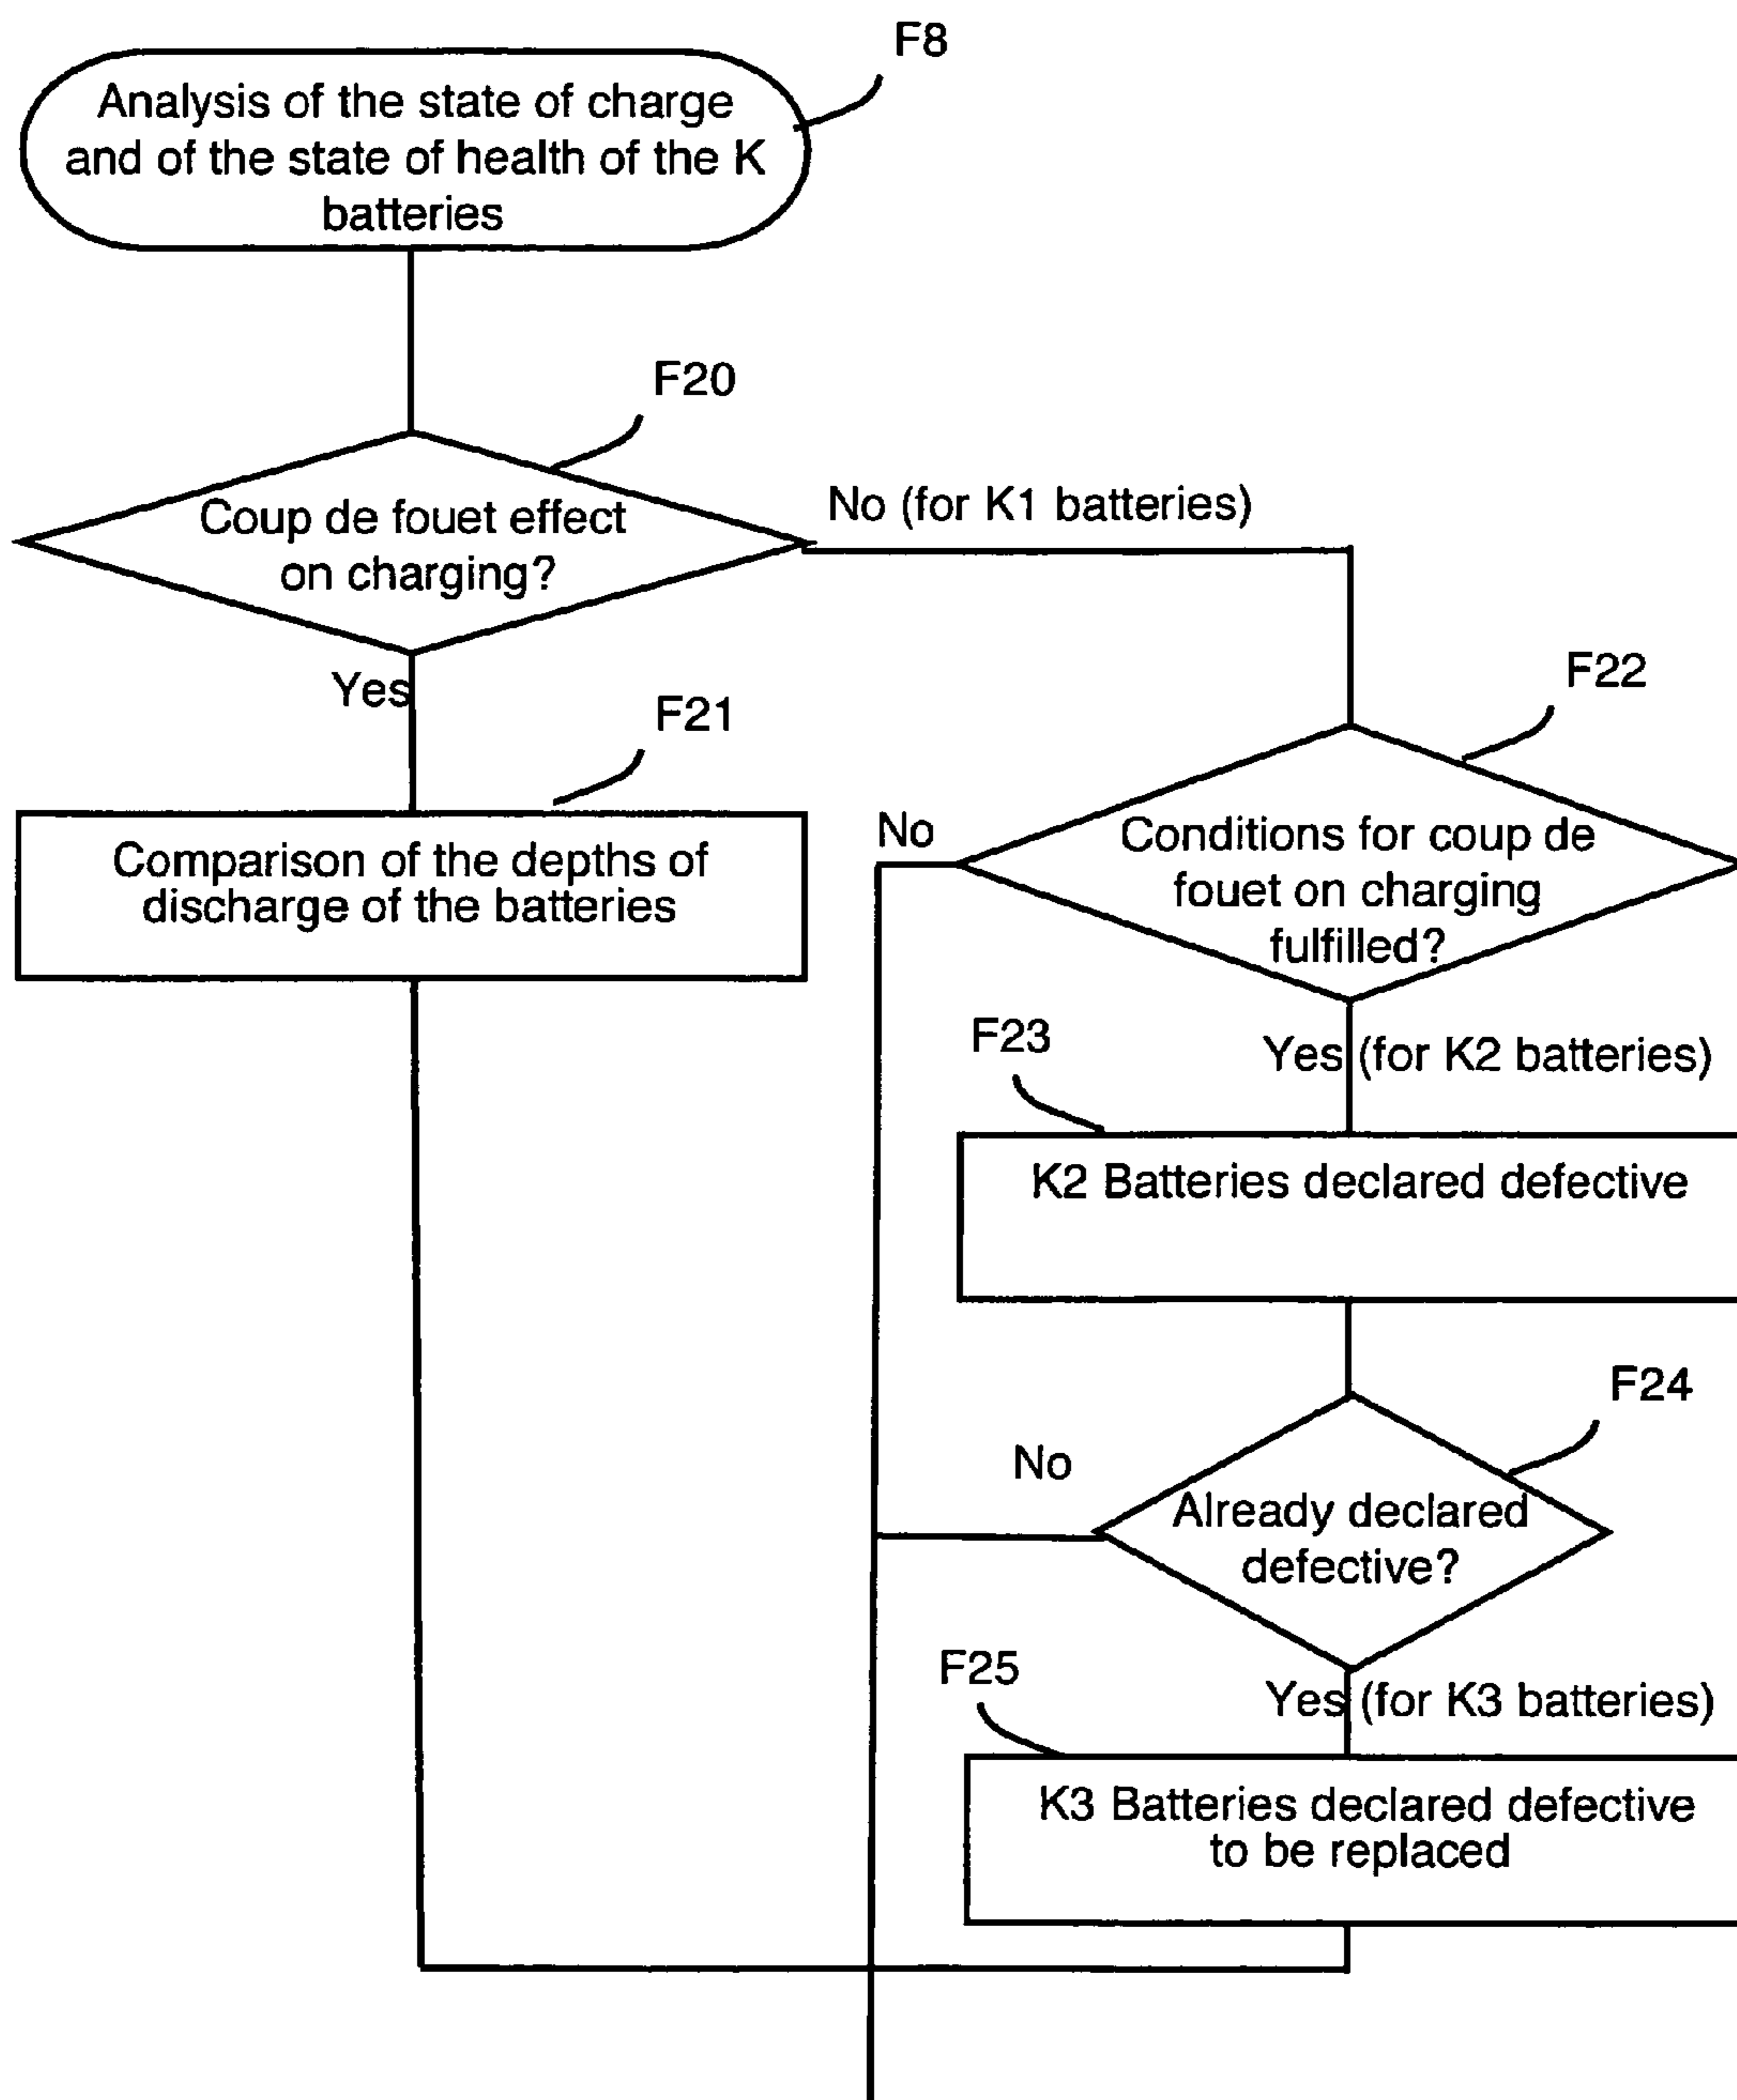 F8
Analysis of the state of charge
and of the state of health of the K
batteries
F20
Coup de fouet effect
on charging?
No (for K1 batteries)
Yes
F21
Comparison of the depths of
discharge of the batteries
F22
Conditions for coup de
fouet on charging
fulfilled?
No
Yes (for K2 batteries)
F23
K2 Batteries declared defective
F24
Already declared
defective?
No
Yes (for K3 batteries)
F25
K3 Batteries declared defective
to be replaced